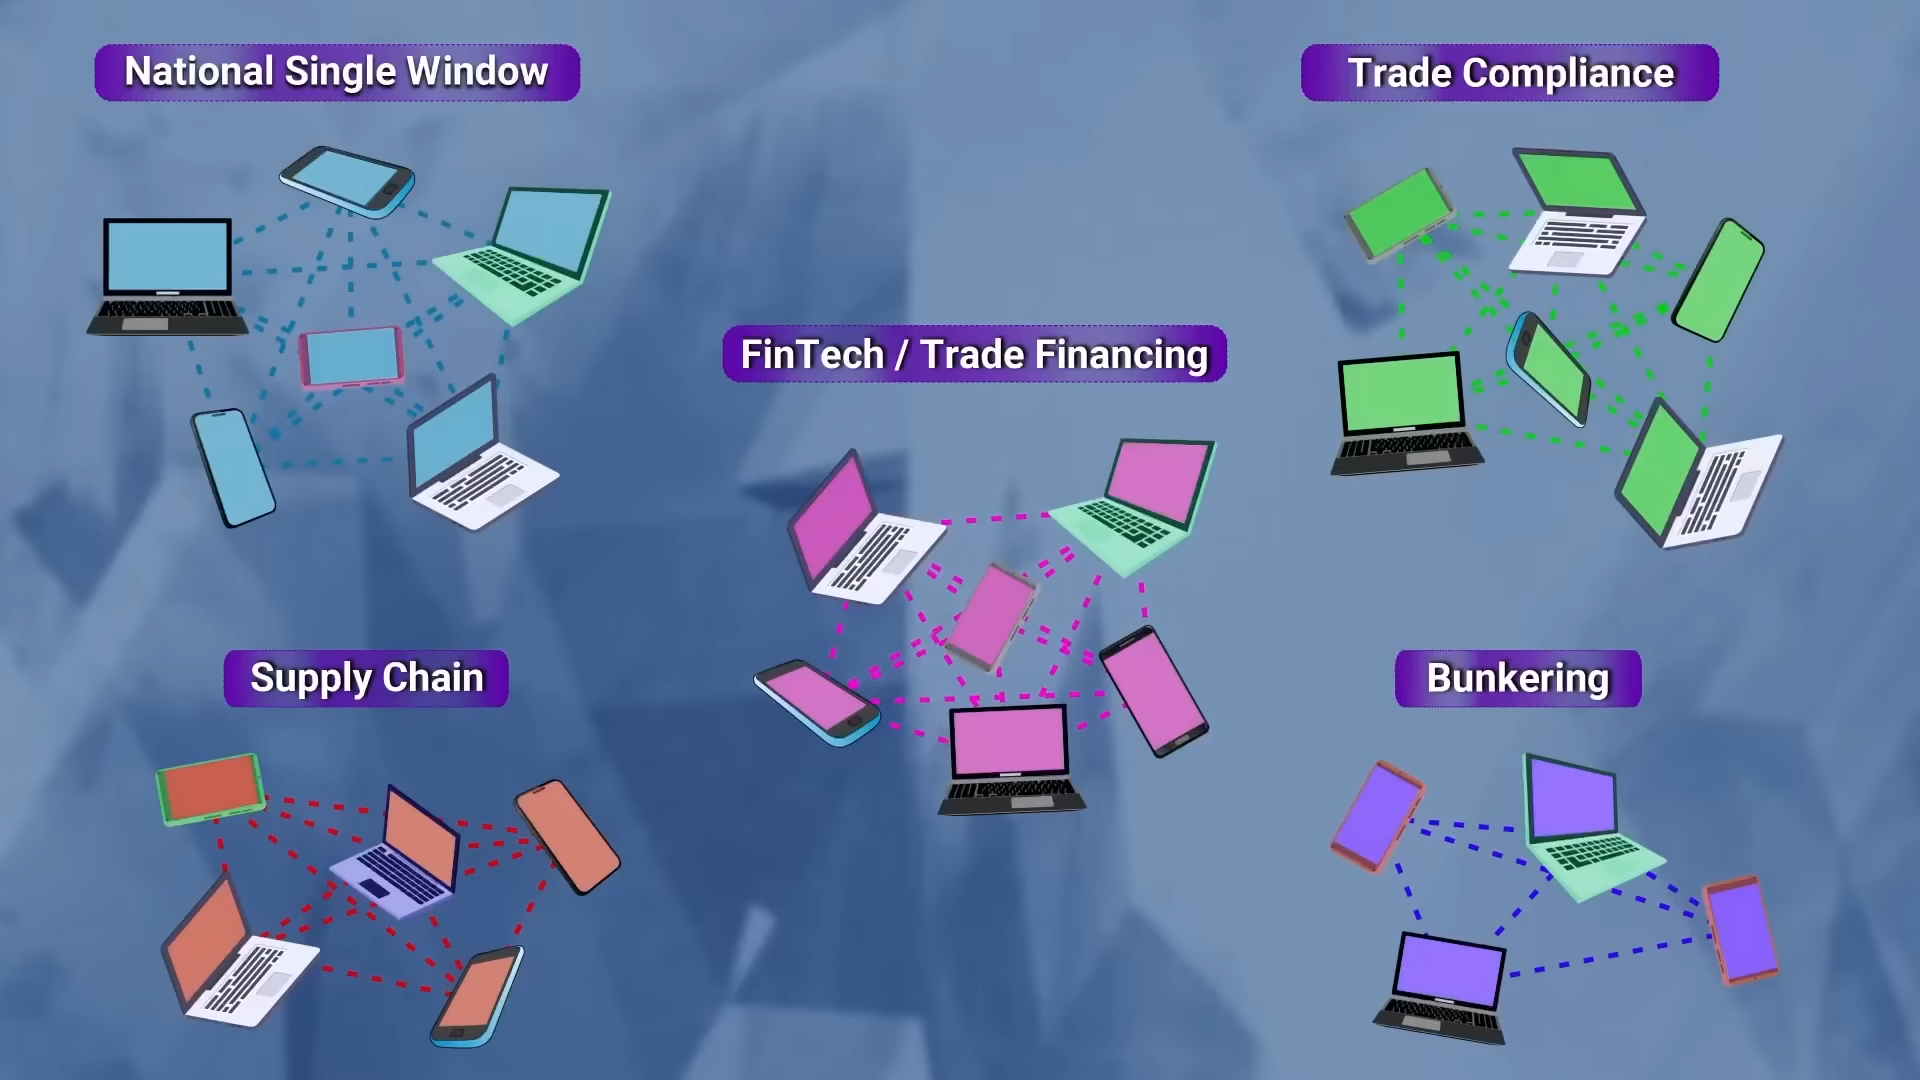 National Single Window
Trade Compliance
FinTech / Trade Financing
Supply Chain
Bunkering